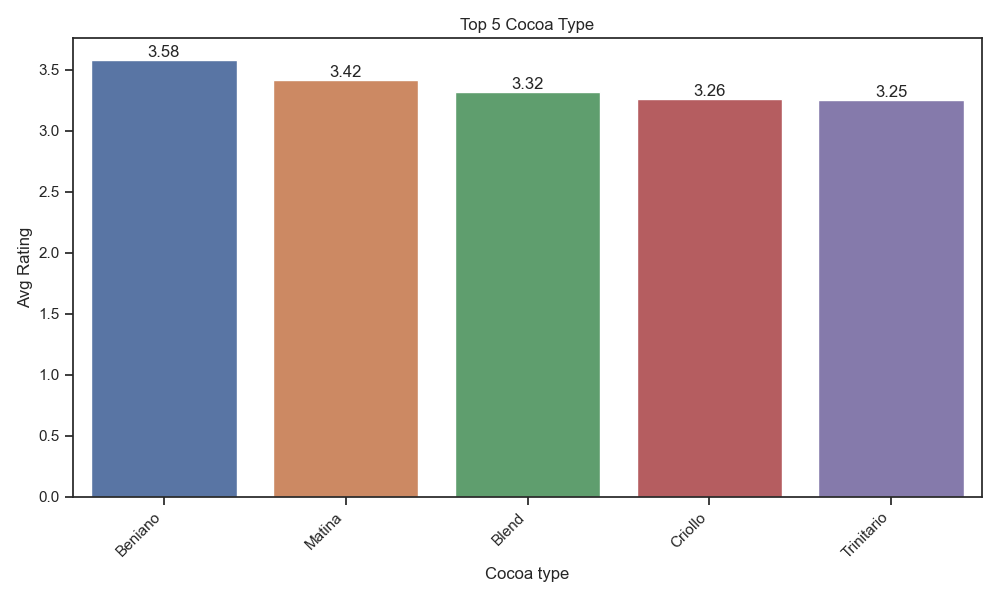 Top 5 Cocoa Type
3.58
3.42
3.32
3.26
3.25
3.5
3.0
2.5
2.0
1.5
1.0
0.5
0.0
Avg Rating
Beniano
Matina
Blend
Criollo
Trinitario
Cocoa type